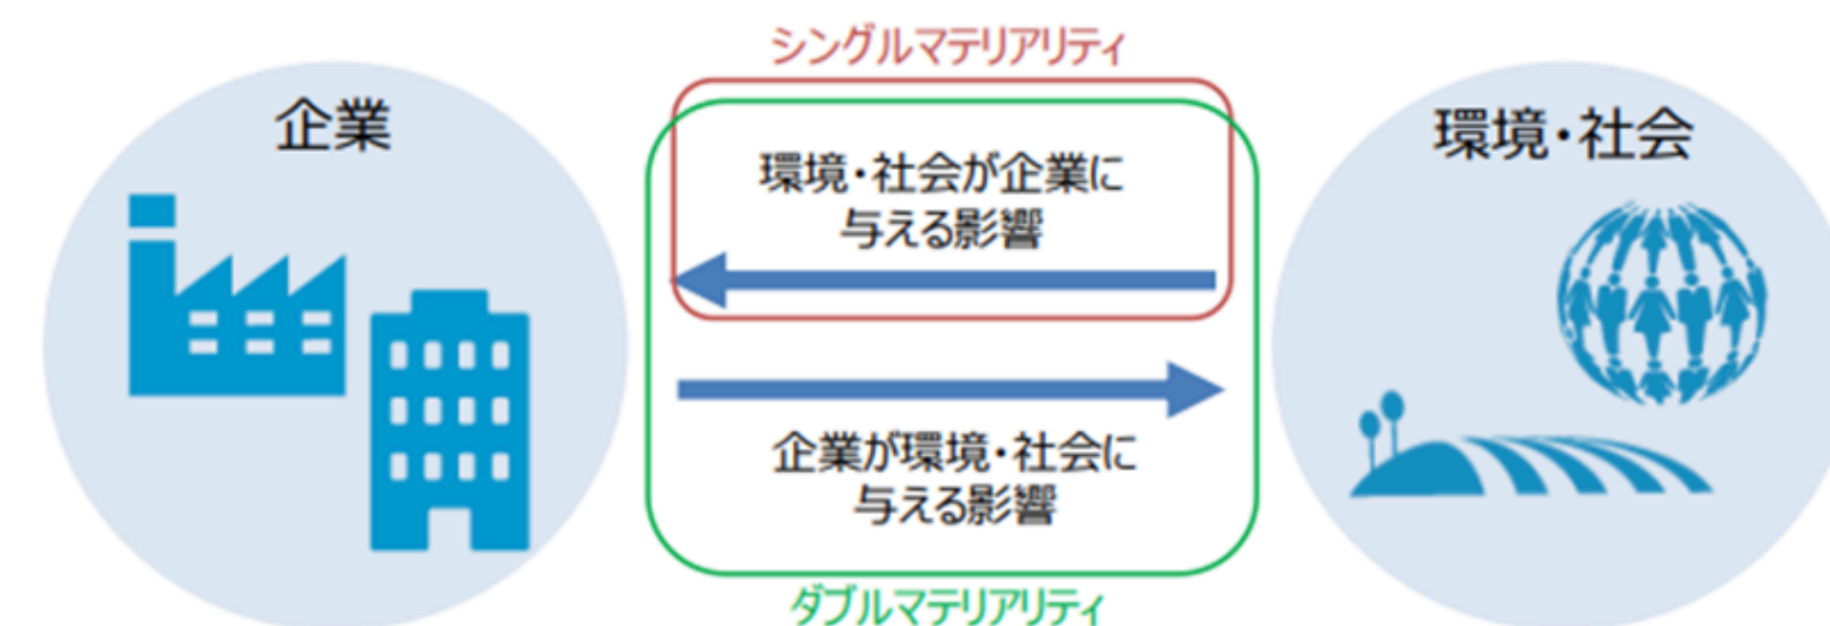 シングルマテリアリティ
企業
環境・社会
環境・社会が企業に
与える影響
企業が環境・社会に
与える影響
ダブルマテリアリティ